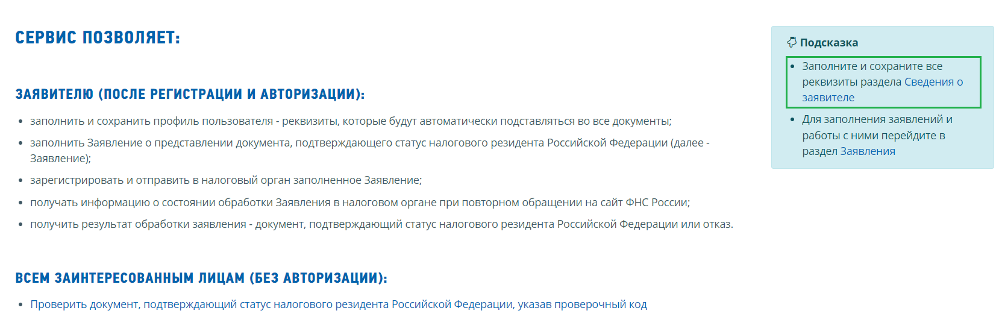 СЕРВИС ПОЗВОЛЯЕТ:
ЗАЯВИТЕЛЮ (ПОСЛЕ РЕГИСТРАЦИИ И АВТОРИЗАЦИИ):
• заполнить и сохранить профиль пользователя - реквизиты, которые будут автоматически подставляться во все документы;
• заполнить Заявление о представлении документа, подтверждающего статус налогового резидента Российской Федерации (далее -
Заявление);
• зарегистрировать и отправить в налоговый орган заполненное Заявление;
• получать информацию о состоянии обработки Заявления в налоговом органе при повторном обращении на сайт ФНС России;
• получить результат обработки заявления - документ, подтверждающий статус налогового резидента Российской Федерации или отказ.
ВСЕМ ЗАИНТЕРЕСОВАННЫМ ЛИЦАМ (БЕЗ АВТОРИЗАЦИИ):
• Проверить документ, подтверждающий статус налогового резидента Российской Федерации, указав проверочный код
Подсказка
• Заполните и сохраните все
реквизиты раздела Сведения о
заявителе
• Для заполнения заявлений и
работы с ними перейдите в
раздел Заявления